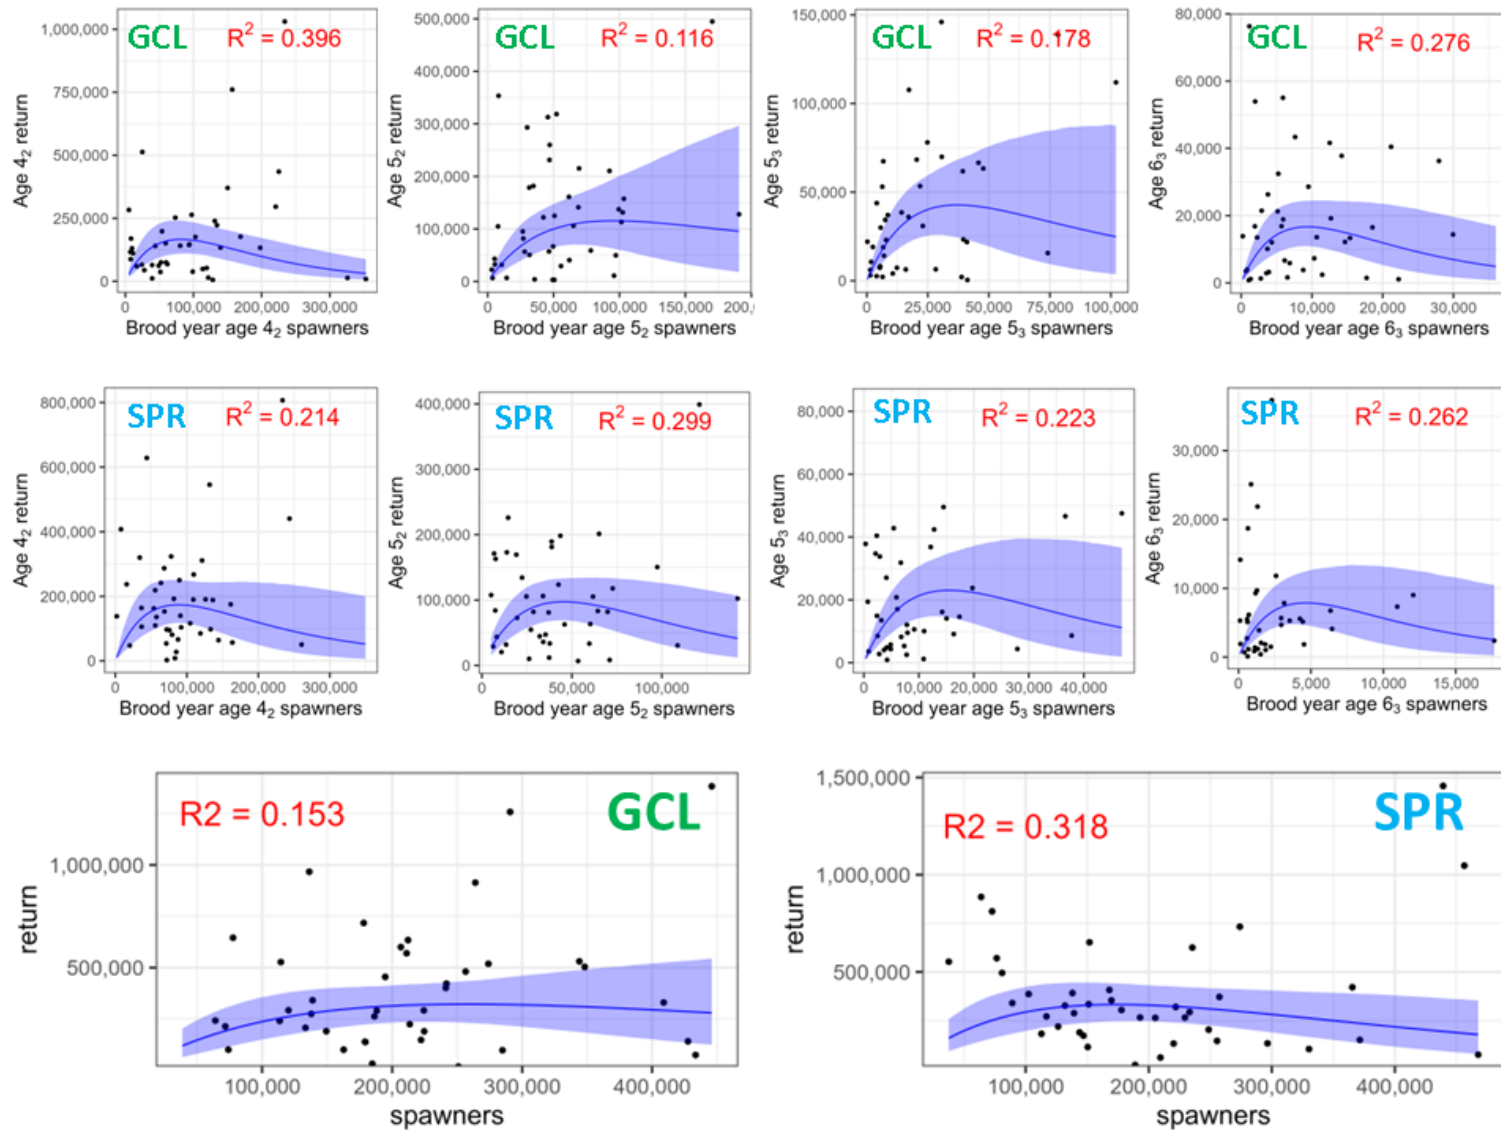 GCL R² = 0.396
1,000,000
750,000
500,000
250,000
0
Age 4₂ return
0 100,000 200,000 300,000
Brood year age 4₂ spawners
GCL R² = 0.116
500,000
400,000
300,000
200,000
100,000
0
Age 5₂ return
0 50,000 100,000 150,000 200,
Brood year age 5₂ spawners
GCL R² = 0.178
150,000
100,000
50,000
0
Age 5₃ return
0 25,000 50,000 75,000 100,000
Brood year age 5₃ spawners
GCL R² = 0.276
80,000
60,000
40,000
20,000
0
Age 6₃ return
0 10,000 20,000 30,000
Brood year age 6₃ spawners
SPR R² = 0.214
800,000
600,000
400,000
200,000
0
Age 4₂ return
0 100,000 200,000 300,000
Brood year age 4₂ spawners
SPR R² = 0.299
400,000
300,000
200,000
100,000
0
Age 5₂ return
0 50,000 100,000
Brood year age 5₂ spawners
SPR R² = 0.223
80,000
60,000
40,000
20,000
0
Age 5₃ return
0 10,000 20,000 30,000 40,000
Brood year age 5₃ spawners
SPR R² = 0.262
30,000
20,000
10,000
0
Age 6₃ return
0 5,000 10,000 15,000
Brood year age 6₃ spawners
R2 = 0.153 GCL
1,000,000
500,000
return
100,000 200,000 300,000 400,000
spawners
R2 = 0.318 SPR
1,500,000
1,000,000
500,000
return
100,000 200,000 300,000 400,000
spawners